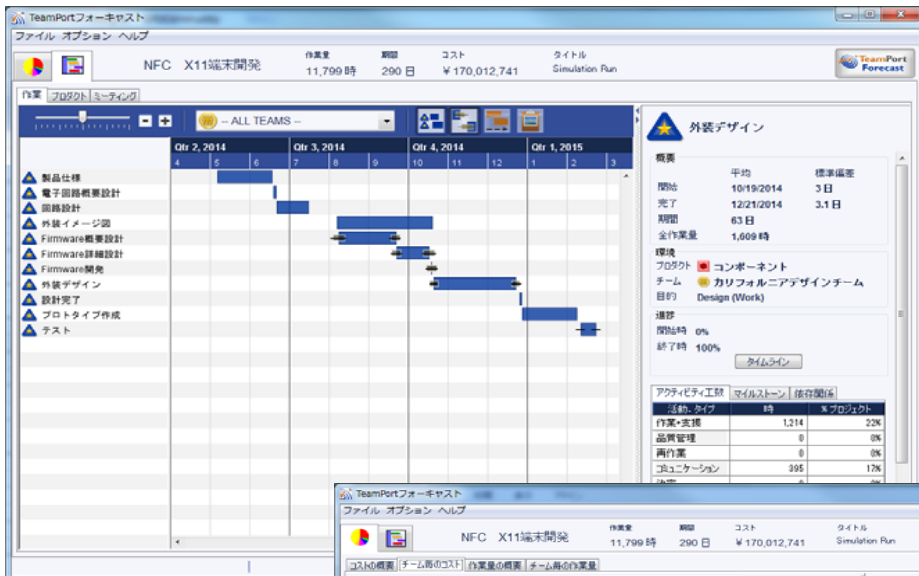 TeamPortフォーキャスト
ファイル オプション ヘルプ
NFC X11端末開発
作業量 期間 コスト タイトル
11,799 時 290 日 ¥ 170,012,741 Simulation Run
TeamPort Forecast
作業 プロダクト ミーティング
-- ALL TEAMS --
Qtr 2, 2014 Qtr 3, 2014 Qtr 4, 2014 Qtr 1, 2015
4 5 6 7 8 9 10 11 12 1 2 3
製品仕様
電子回路概要設計
回路設計
外装イメージ図
Firmware概要設計
Firmware詳細設計
Firmware開発
外装デザイン
設計完了
プロトタイプ作成
テスト
外装デザイン
概要
平均 標準偏差
開始 10/19/2014 3 日
完了 12/21/2014 3.1 日
期間 63 日
全作業量 1,609 時
環境
プロダクト コンポーネント
チーム カリフォルニアデザインチーム
目的 Design (Work)
進捗
開始時 0%
終了時 100%
タイムライン
アクティビティ工数 マイルストーン 依存関係
活動、タイプ 時 % プロジェクト
作業+支援 1,214 22%
品質管理 0 0%
再作業 0 0%
コミュニケーション 395 17%
TeamPortフォーキャスト
ファイル オプション ヘルプ
NFC X11端末開発
作業量 期間 コスト タイトル
11,799 時 290 日 ¥ 170,012,741 Simulation Run
コストの概要 チーム毎のコスト 作業量の概要 チーム毎の作業量